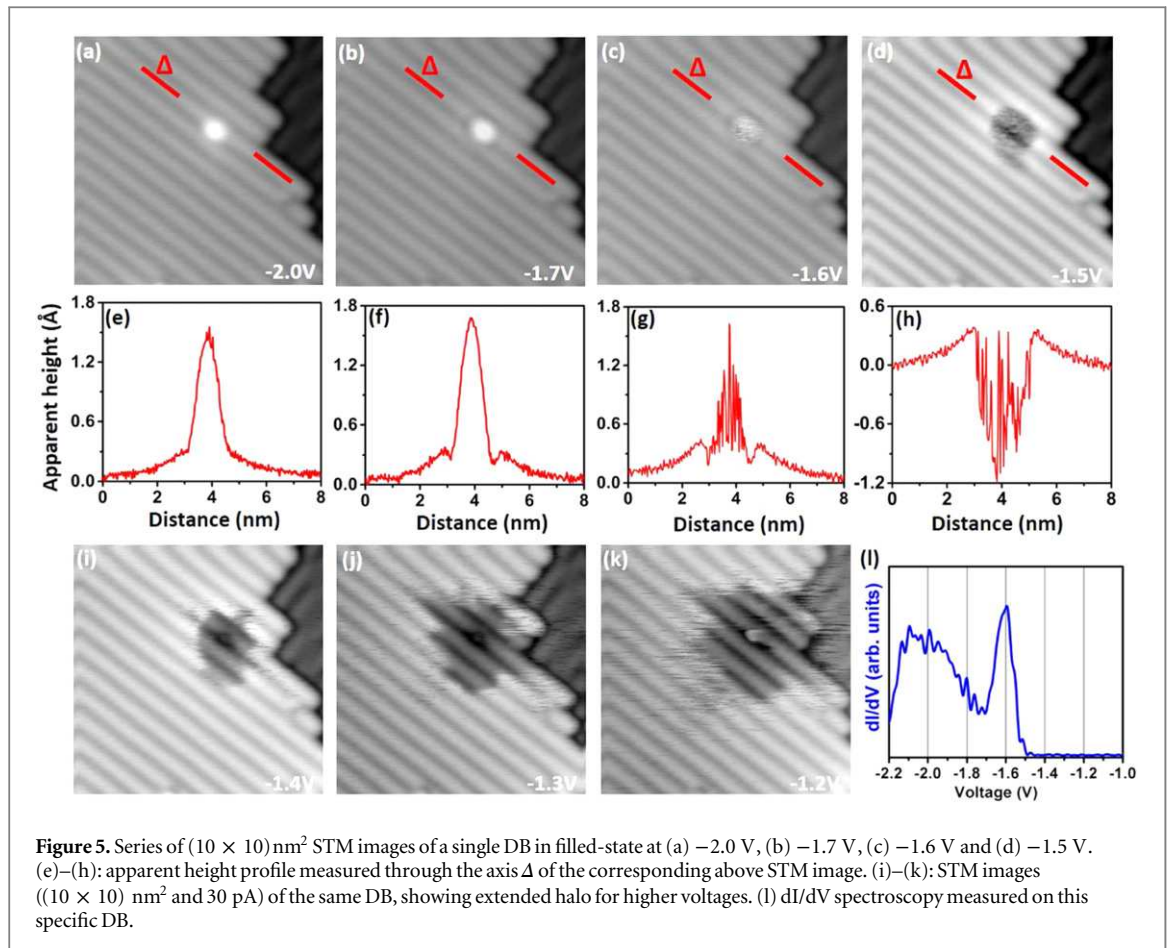 (a)
Δ
-2.0V
(b)
Δ
-1.7V
(c)
Δ
-1.6V
(d)
Δ
-1.5V
Apparent height (Å)
1.8
1.2
0.6
0.0
(e)
0 2 4 6 8
Distance (nm)
1.8
1.2
0.6
0.0
(f)
0 2 4 6 8
Distance (nm)
1.8
1.2
0.6
0.0
(g)
0 2 4 6 8
Distance (nm)
0.6
0.0
-0.6
-1.2
(h)
0 2 4 6 8
Distance (nm)
(i)
-1.4V
(j)
-1.3V
(k)
-1.2V
(l)
dI/dV (arb. units)
-2.2 -2.0 -1.8 -1.6 -1.4 -1.2 -1.0
Voltage (V)
Figure 5. Series of (10 × 10) nm² STM images of a single DB in filled-state at (a) −2.0 V, (b) −1.7 V, (c) −1.6 V and (d) −1.5 V.
(e)–(h): apparent height profile measured through the axis Δ of the corresponding above STM image. (i)–(k): STM images
((10 × 10) nm² and 30 pA) of the same DB, showing extended halo for higher voltages. (l) dI/dV spectroscopy measured on this
specific DB.